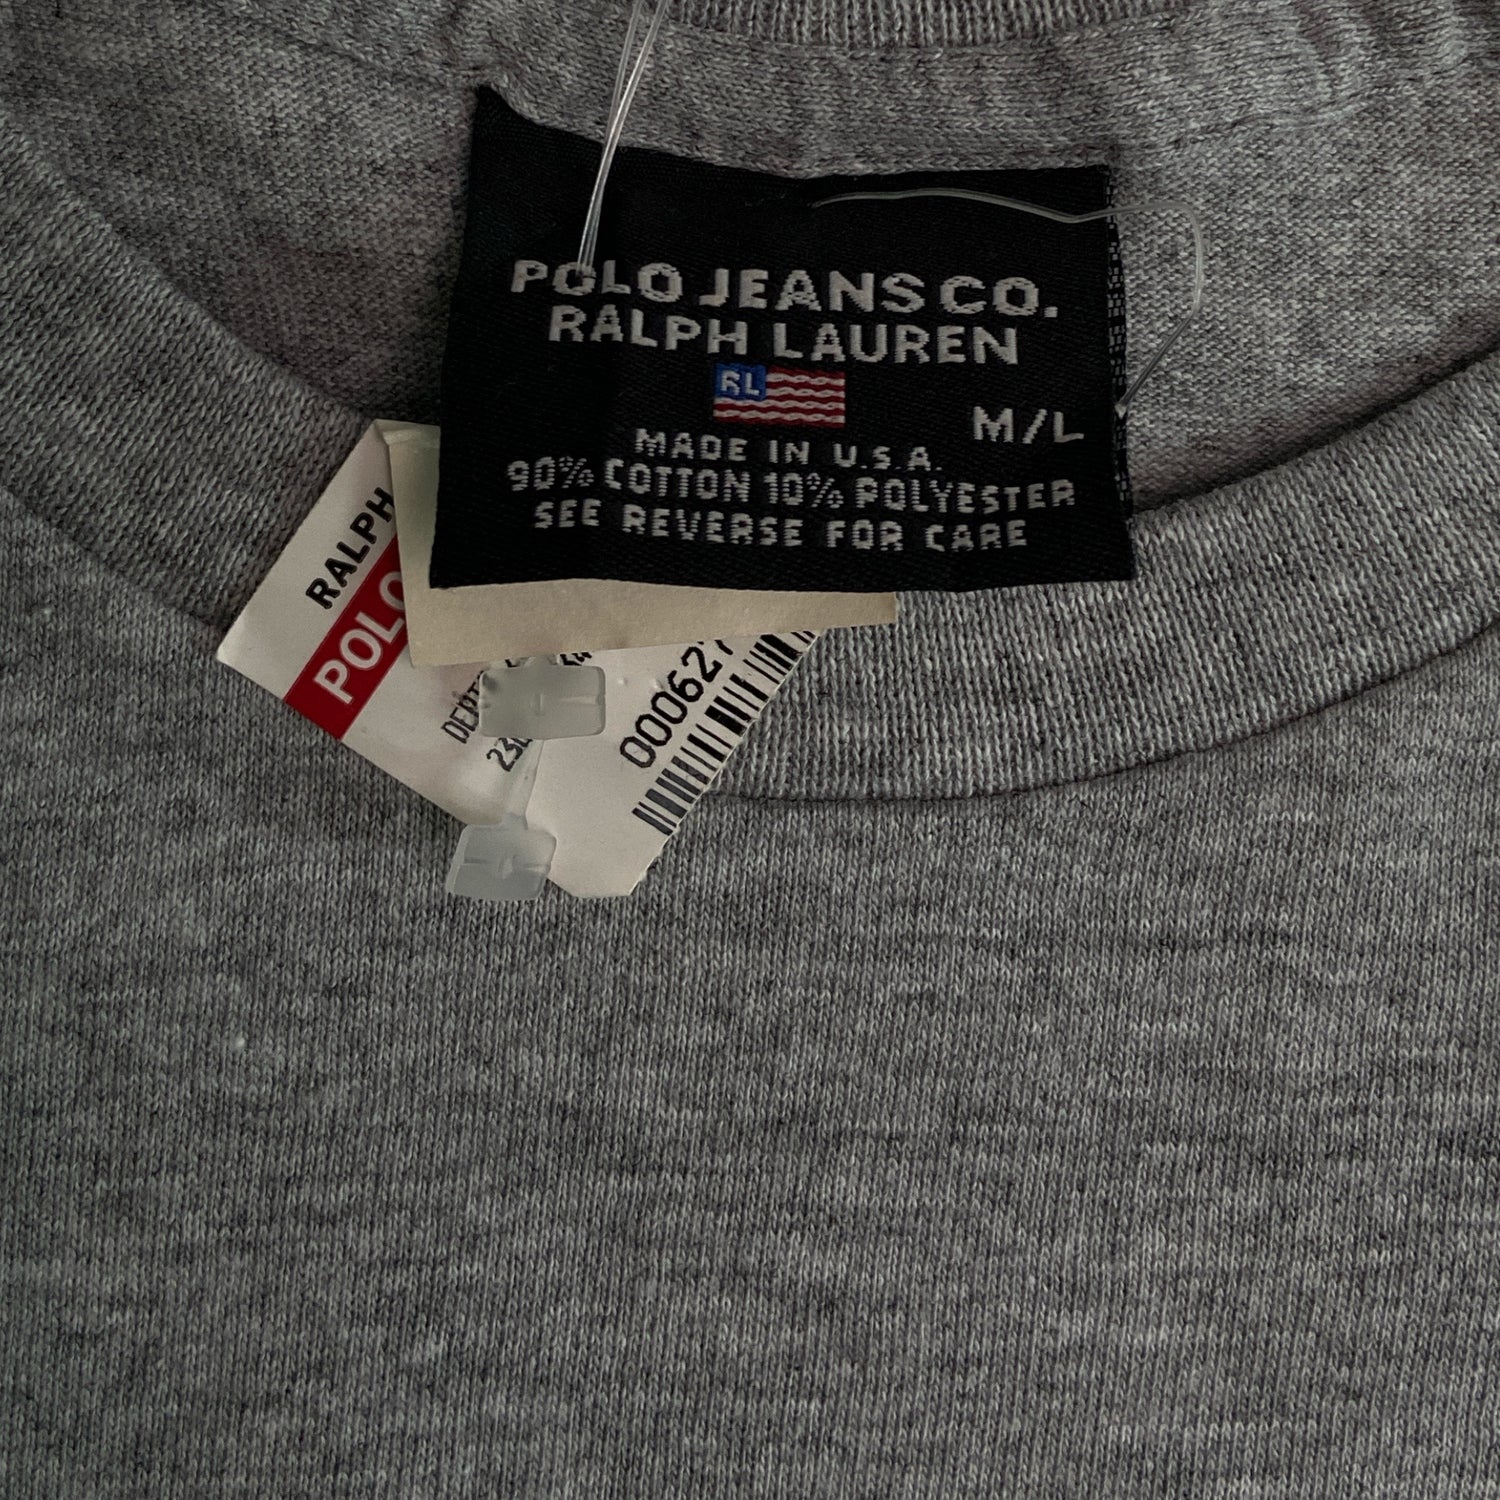 POLO JEANS CO.
RALPH LAUREN
RL
M/L
MADE IN U.S.A.
90% COTTON 10% POLYESTER
SEE REVERSE FOR CARE
RALPH
POLO
000627